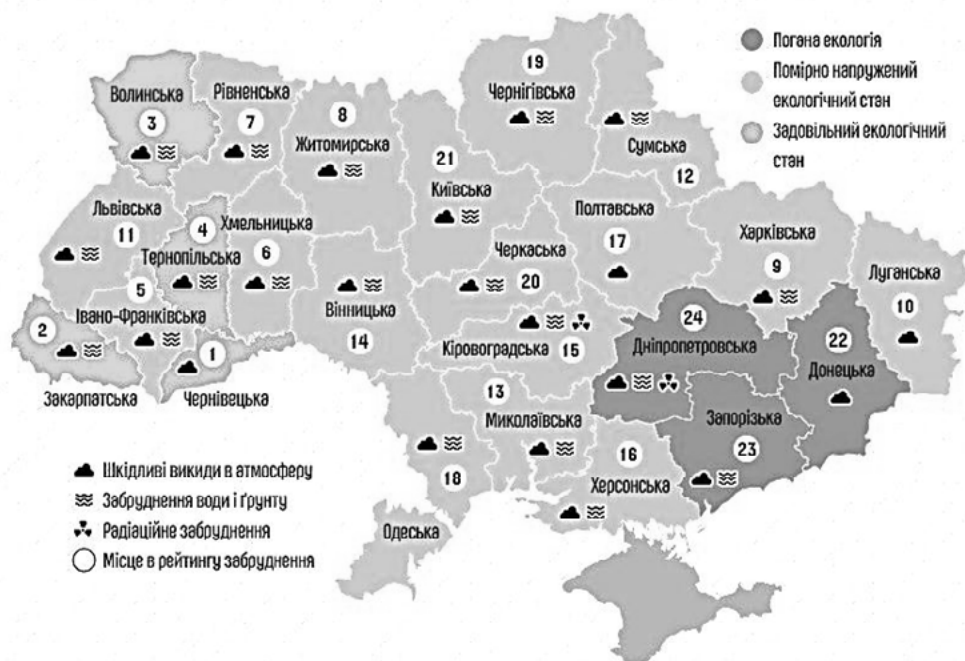 Погана екологія
Помірно напружений
екологічний стан
Задовільний екологічний
стан
19
Чернігівська
Волинська
3
Рівненська
7
8
Житомирська
Сумська
12
21
Київська
Львівська
11
4
Тернопільська
Хмельницька
6
Полтавська
17
Харківська
9
Черкаська
20
Луганська
10
5
Івано-Франківська
Вінницька
14
2
Закарпатська
1
Чернівецька
Кіровоградська
15
24
Дніпропетровська
22
Донецька
13
Миколаївська
Запорізька
23
16
Херсонська
18
Одеська
Шкідливі викиди в атмосферу
Забруднення води і ґрунту
Радіаційне забруднення
Місце в рейтингу забруднення